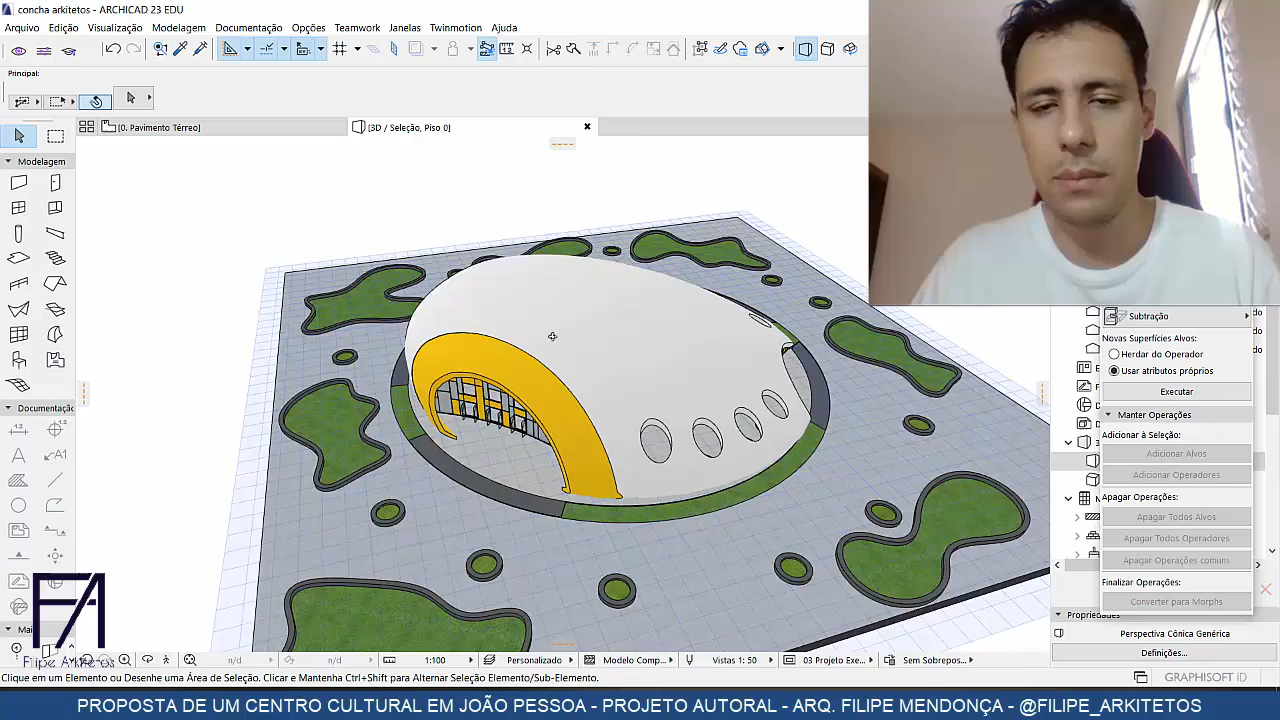 concha arkitetos - ARCHICAD 23 EDU
Arquivo Edição Visualização Modelagem Documentação Opções Teamwork Janelas Twinmotion Ajuda
Principal:
[0. Pavimento Térreo]
[3D / Seleção, Piso 0]
Modelagem
Documentação
Mai
Subtração
Novas Superfícies Alvos:
Herdar do Operador
Usar atributos próprios
Executar
Manter Operações
Adicionar à Seleção:
Adicionar Alvos
Adicionar Operadores
Apagar Operações:
Apagar Todos Alvos
Apagar Todos Operadores
Apagar Operações comuns
Finalizar Operações:
Converter para Morphs
Propriedades
Perspectiva Cônica Genérica
Definições...
FA
Filipe Arkitetos
n/d n/d 1:100 Personalizado Modelo Comp... Vistas 1: 50 03 Projeto Exe... Sem Sobrepos...
Clique em um Elemento ou Desenhe uma Área de Seleção. Clicar e Mantenha Ctrl+Shift para Alternar Seleção Elemento/Sub-Elemento.
GRAPHISOFT ID
PROPOSTA DE UM CENTRO CULTURAL EM JOÃO PESSOA - PROJETO AUTORAL - ARQ. FILIPE MENDONÇA - @FILIPE_ARKITETOS